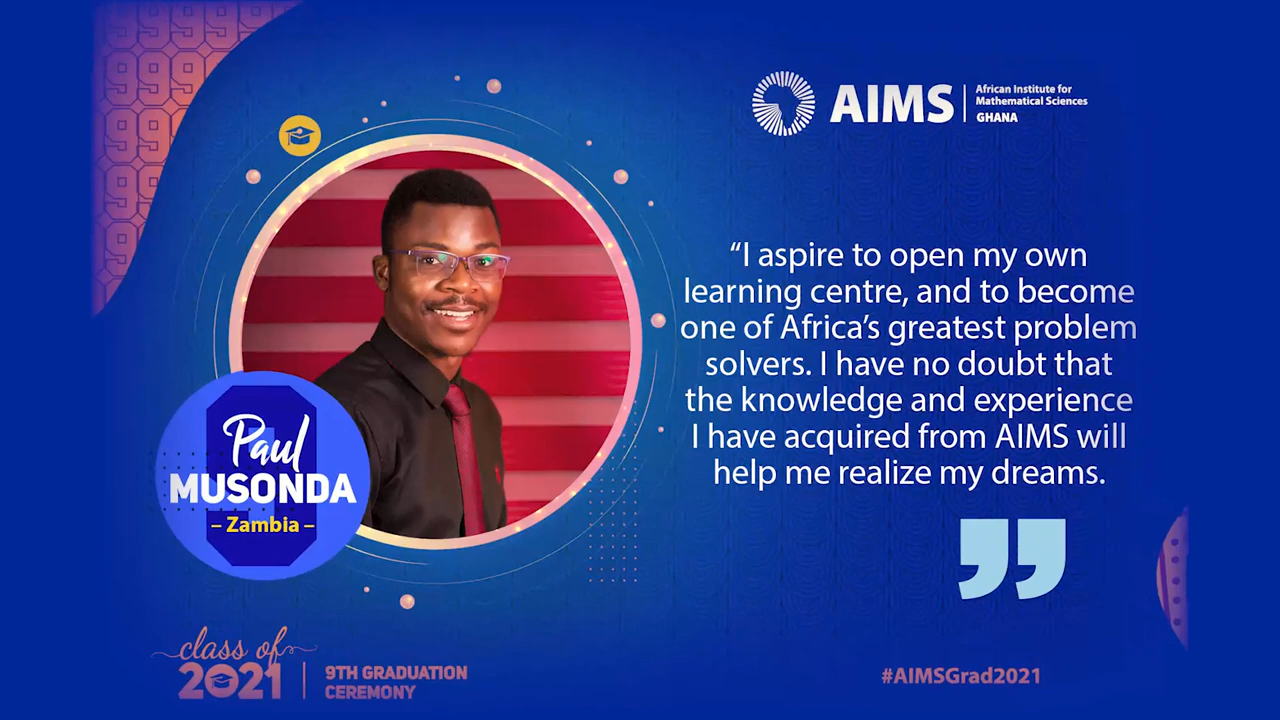 AIMS
African Institute for
Mathematical Sciences
GHANA
“I aspire to open my own
learning centre, and to become
one of Africa’s greatest problem
solvers. I have no doubt that
the knowledge and experience
I have acquired from AIMS will
help me realize my dreams.
”
Paul
MUSONDA
– Zambia –
class of
2021
9TH GRADUATION
CEREMONY
#AIMSGrad2021